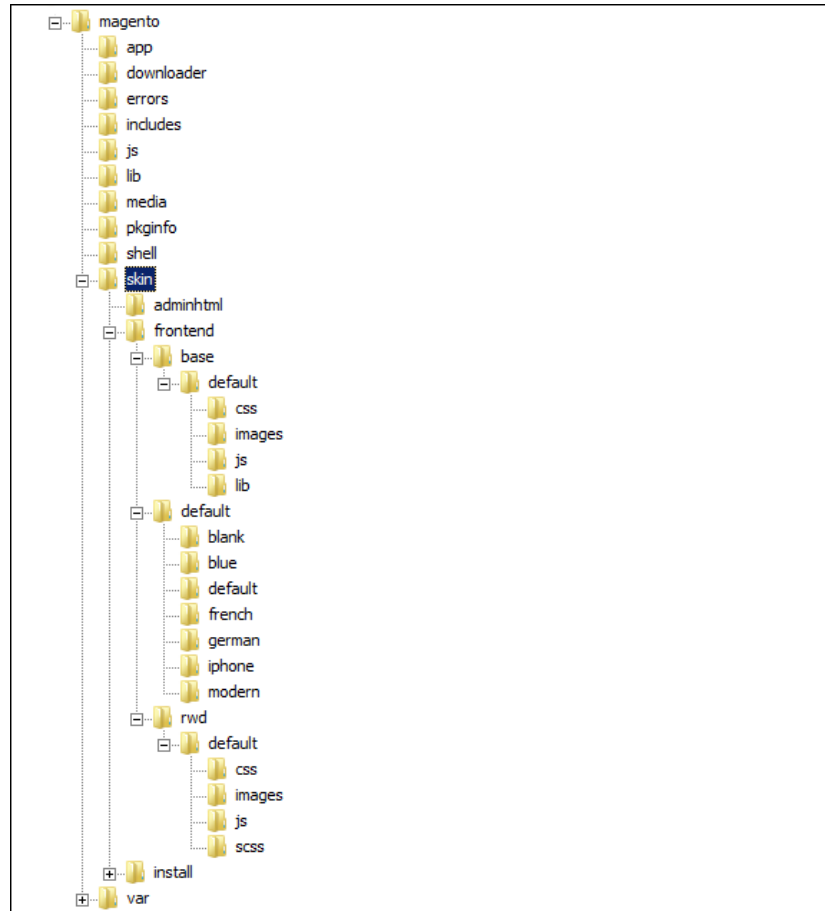 magento
app
downloader
errors
includes
js
lib
media
pkginfo
shell
skin
adminhtml
frontend
base
default
css
images
js
lib
default
blank
blue
default
french
german
iphone
modern
rwd
default
css
images
js
scss
install
var